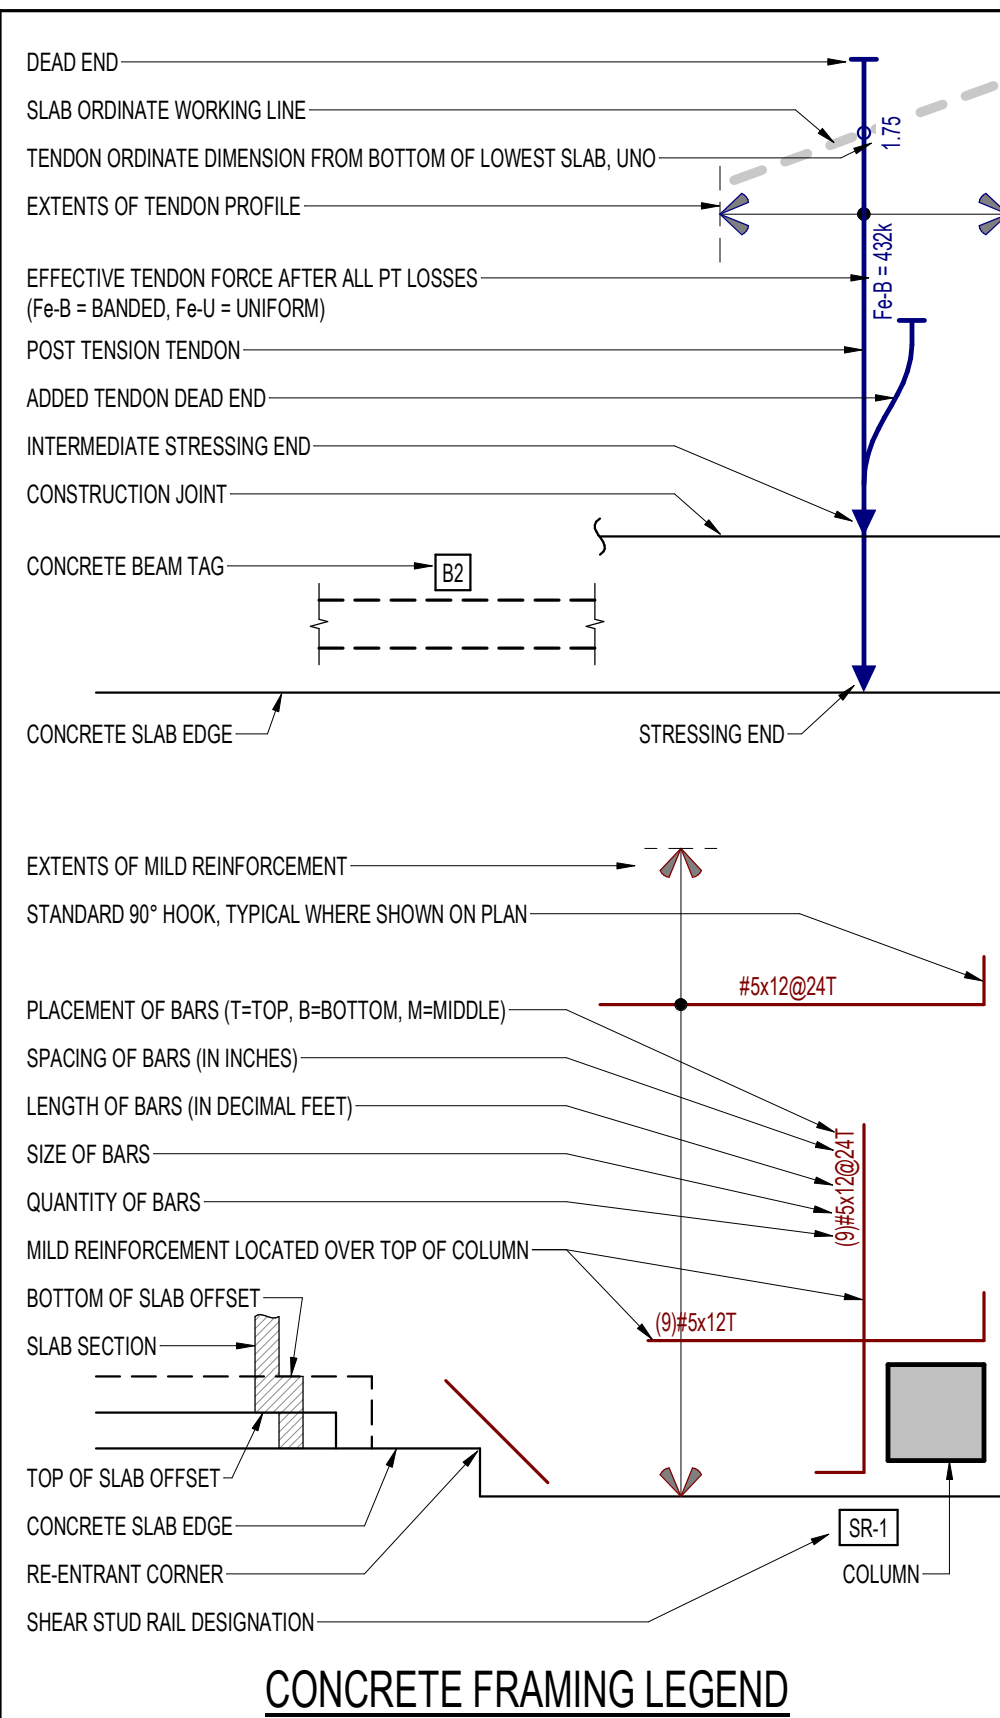 DEAD END
SLAB ORDINATE WORKING LINE
1.75
TENDON ORDINATE DIMENSION FROM BOTTOM OF LOWEST SLAB, UNO
EXTENTS OF TENDON PROFILE
EFFECTIVE TENDON FORCE AFTER ALL PT LOSSES
(Fe-B = BANDED, Fe-U = UNIFORM)
Fe-B = 432k
POST TENSION TENDON
ADDED TENDON DEAD END
INTERMEDIATE STRESSING END
CONSTRUCTION JOINT
CONCRETE BEAM TAG
B2
CONCRETE SLAB EDGE
STRESSING END
EXTENTS OF MILD REINFORCEMENT
STANDARD 90° HOOK, TYPICAL WHERE SHOWN ON PLAN
#5x12@24T
PLACEMENT OF BARS (T=TOP, B=BOTTOM, M=MIDDLE)
SPACING OF BARS (IN INCHES)
LENGTH OF BARS (IN DECIMAL FEET)
SIZE OF BARS
QUANTITY OF BARS
(9)#5x12@24T
MILD REINFORCEMENT LOCATED OVER TOP OF COLUMN
BOTTOM OF SLAB OFFSET
(9)#5x12T
SLAB SECTION
TOP OF SLAB OFFSET
CONCRETE SLAB EDGE
SR-1
RE-ENTRANT CORNER
COLUMN
SHEAR STUD RAIL DESIGNATION
CONCRETE FRAMING LEGEND